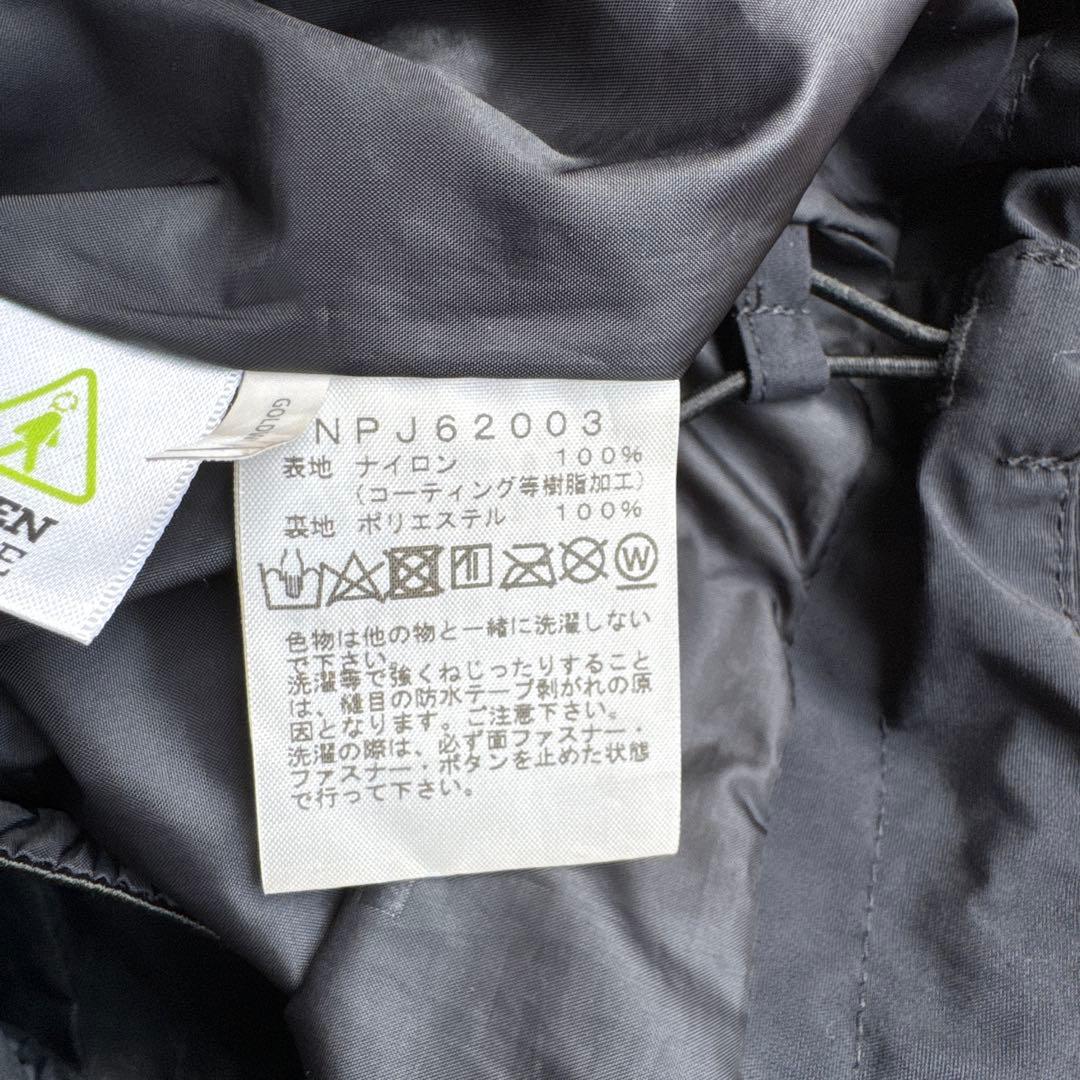 GOLDW
EN
E
NPJ62003
表地 ナイロン 100%
(コーティング等樹脂加工)
裏地 ポリエステル 100%
W
色物は他の物と一緒に洗濯しない
で下さい。
洗濯等で強くねじったりすること
は、縫目の防水テープ剥がれの原
因となります。ご注意下さい。
洗濯の際は、必ず面ファスナー・
ファスナー・ボタンを止めた状態
で行って下さい。